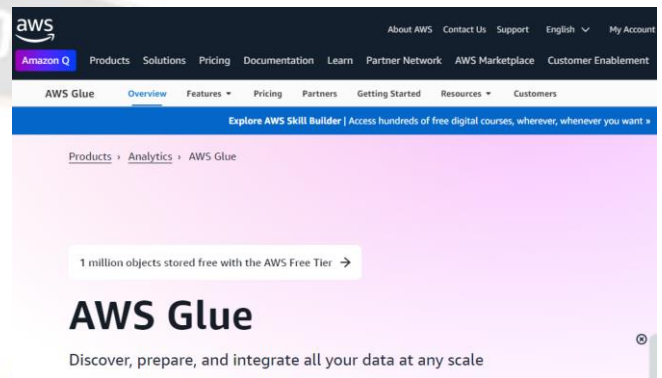 aws
About AWS Contact Us Support English My Account
Amazon Q Products Solutions Pricing Documentation Learn Partner Network AWS Marketplace Customer Enablement
AWS Glue Overview Features Pricing Partners Getting Started Resources Customers
Explore AWS Skill Builder | Access hundreds of free digital courses, wherever, whenever you want »
Products › Analytics › AWS Glue
1 million objects stored free with the AWS Free Tier →
AWS Glue
Discover, prepare, and integrate all your data at any scale